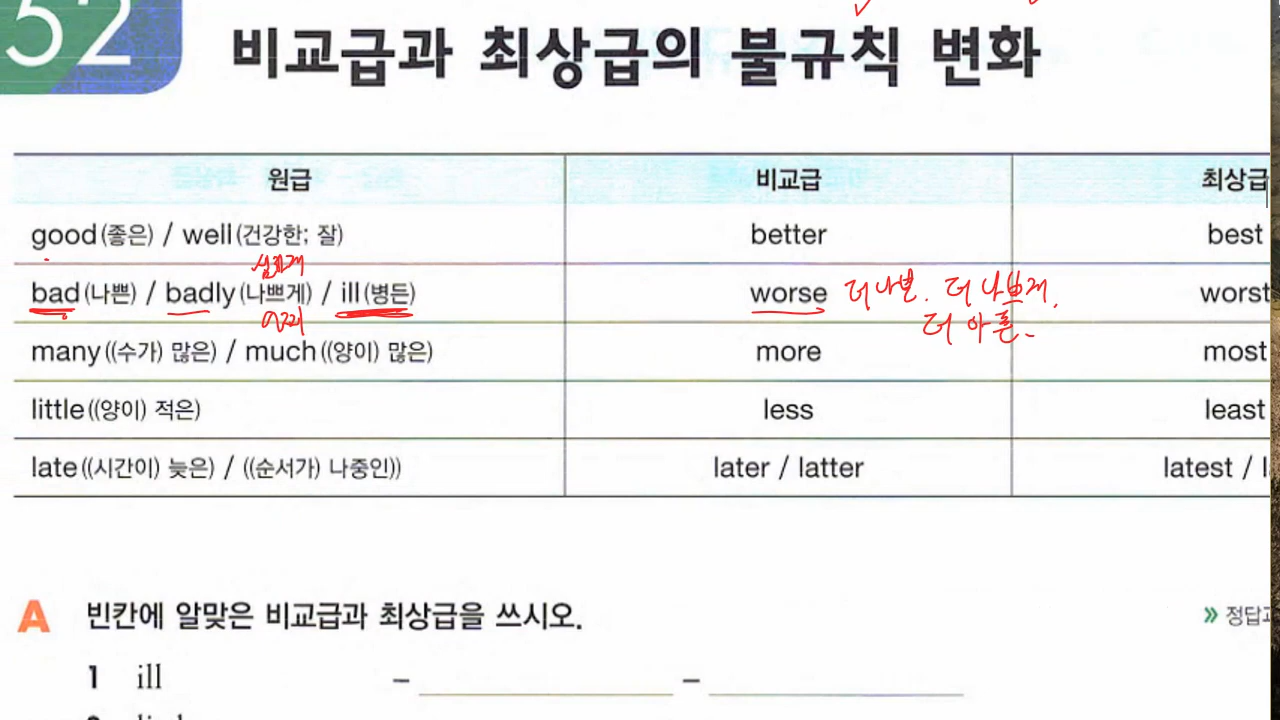 52 비교급과 최상급의 불규칙 변화
원급 비교급 최상급
good(좋은) / well(건강한; 잘) better best
심하게
bad(나쁜) / badly(나쁘게) / ill(병든) worse 더 나쁜. 더 나쁘게. worst
더 아픈
many((수가) 많은) / much((양이) 많은) more most
little((양이) 적은) less least
late((시간이) 늦은) / ((순서가) 나중인)) later / latter latest /
A 빈칸에 알맞은 비교급과 최상급을 쓰시오. » 정답과
1 ill – –